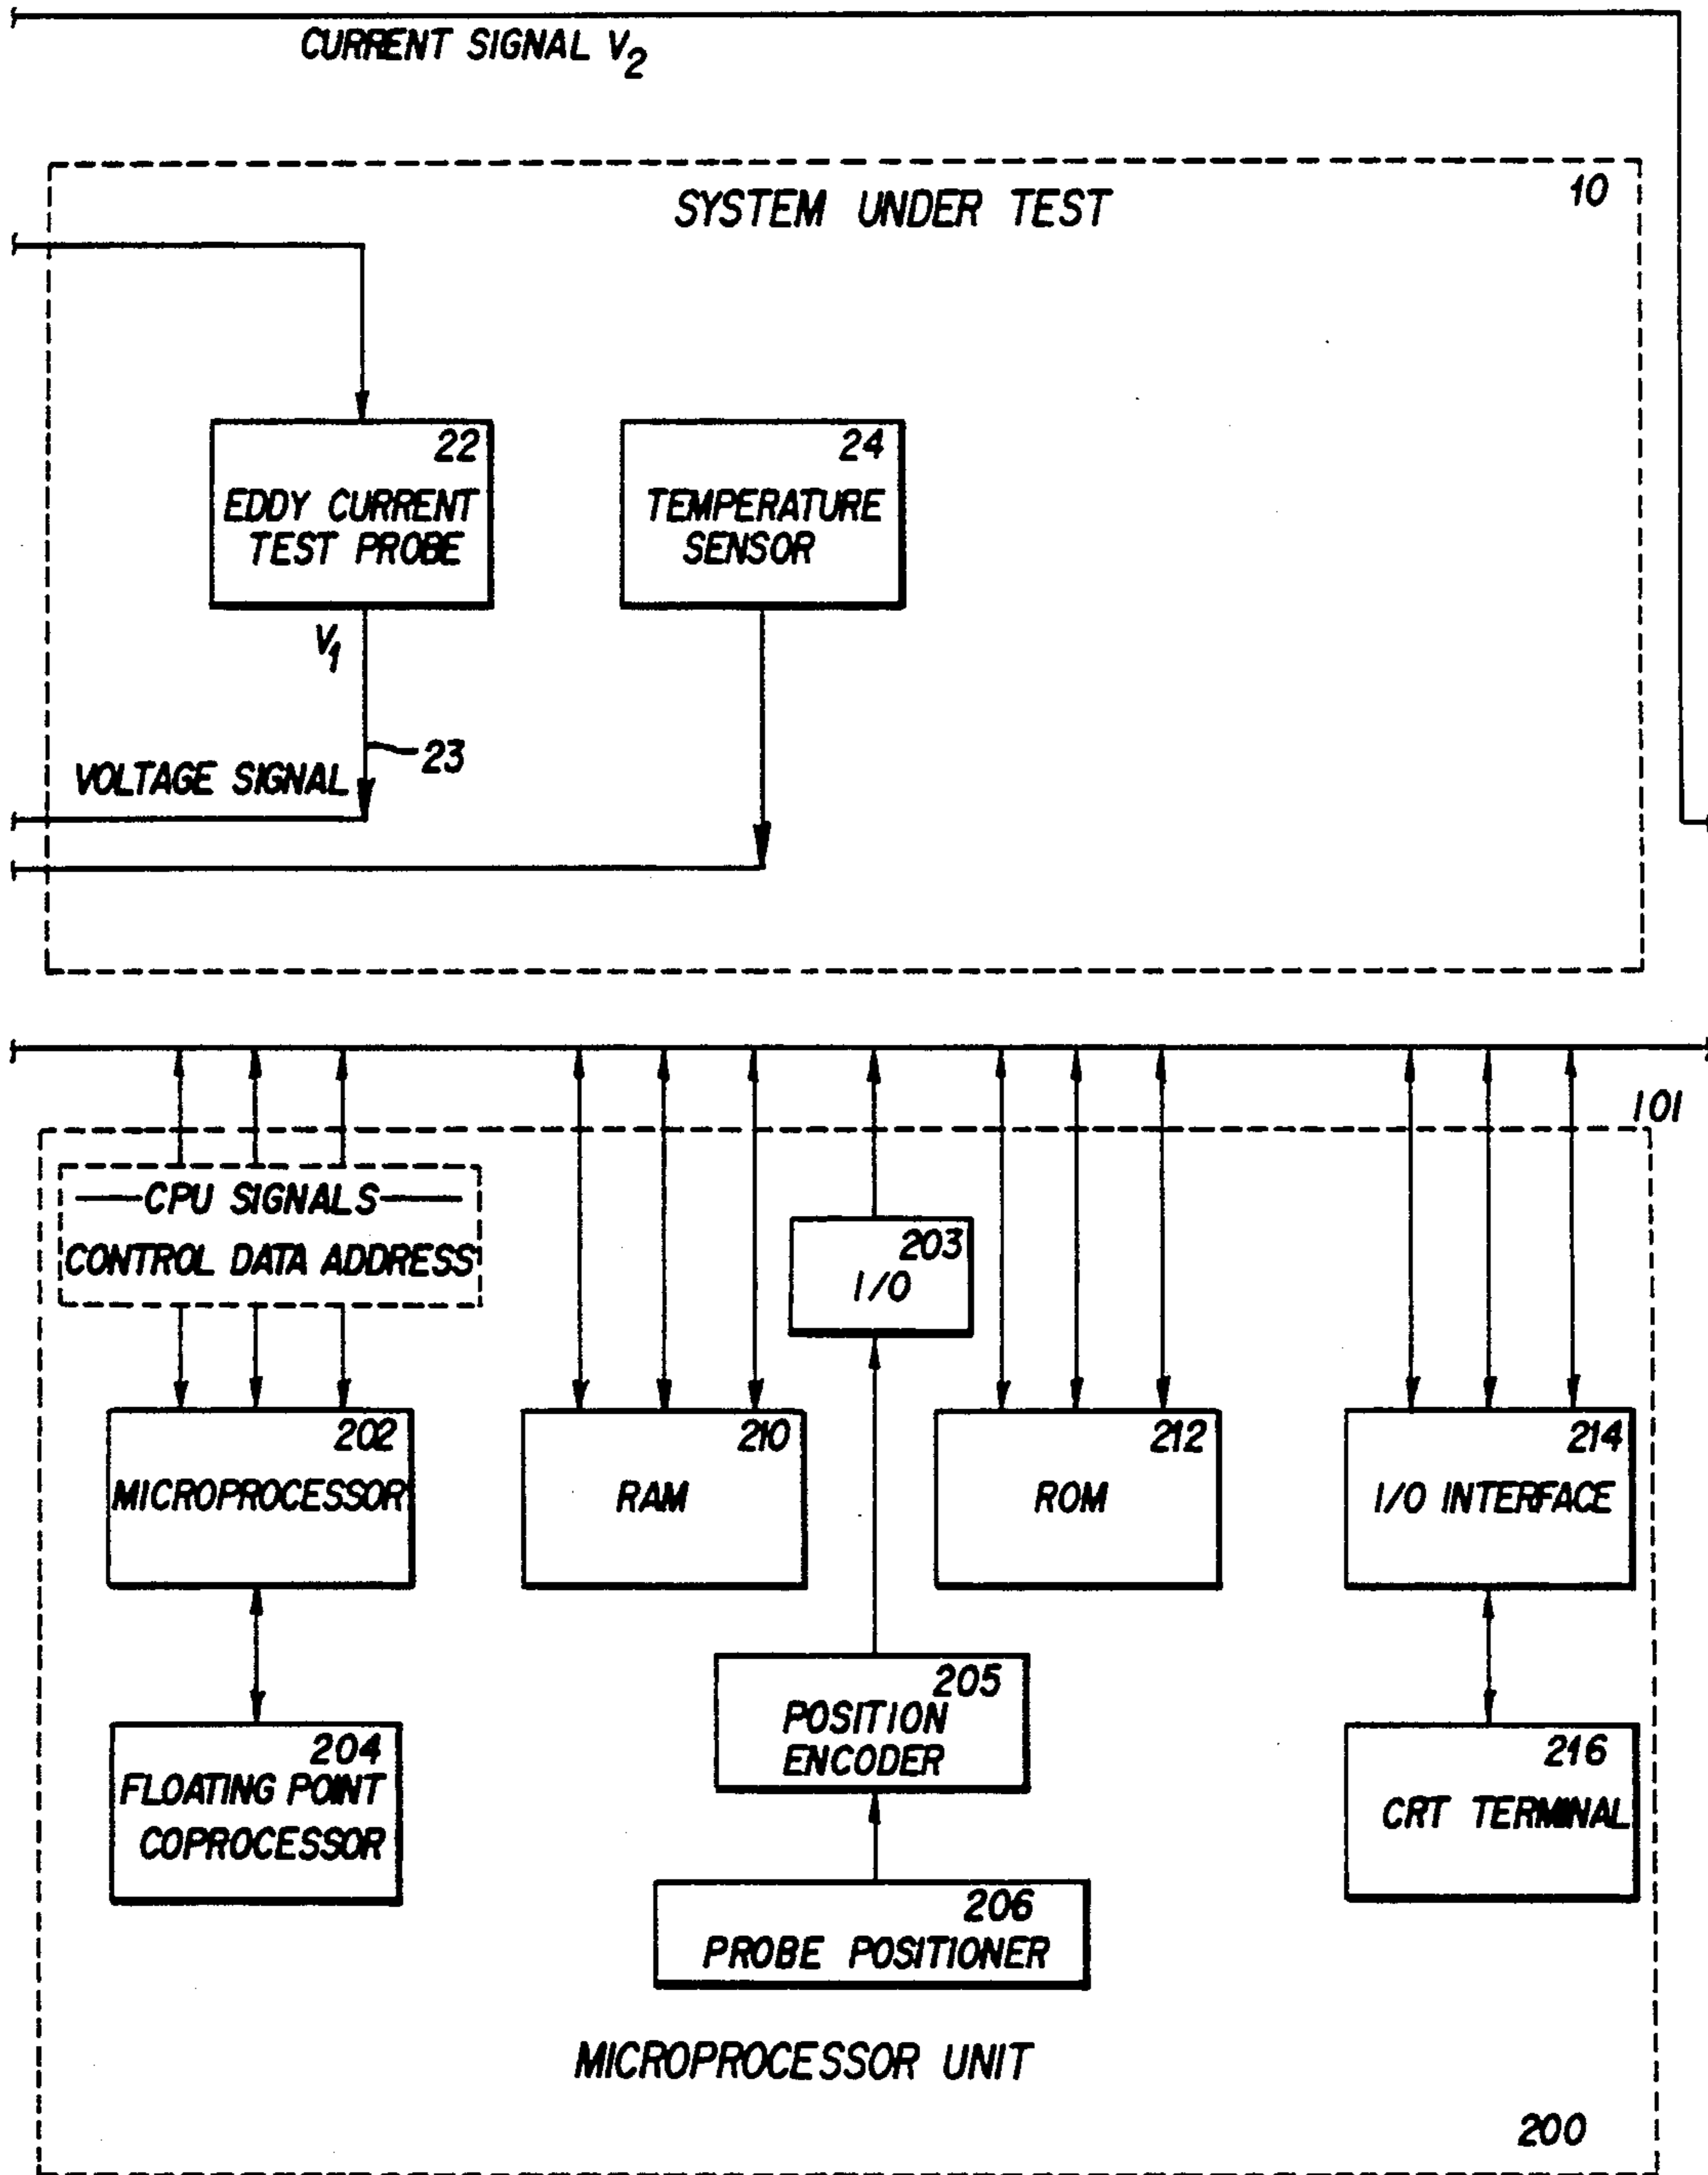 CURRENT SIGNAL V2
SYSTEM UNDER TEST
10
22
EDDY CURRENT
TEST PROBE
24
TEMPERATURE
SENSOR
V1
23
VOLTAGE SIGNAL
101
CPU SIGNALS
CONTROL DATA ADDRESS
203
I/O
202
MICROPROCESSOR
210
RAM
212
ROM
214
I/O INTERFACE
204
FLOATING POINT
COPROCESSOR
205
POSITION
ENCODER
216
CRT TERMINAL
206
PROBE POSITIONER
MICROPROCESSOR UNIT
200